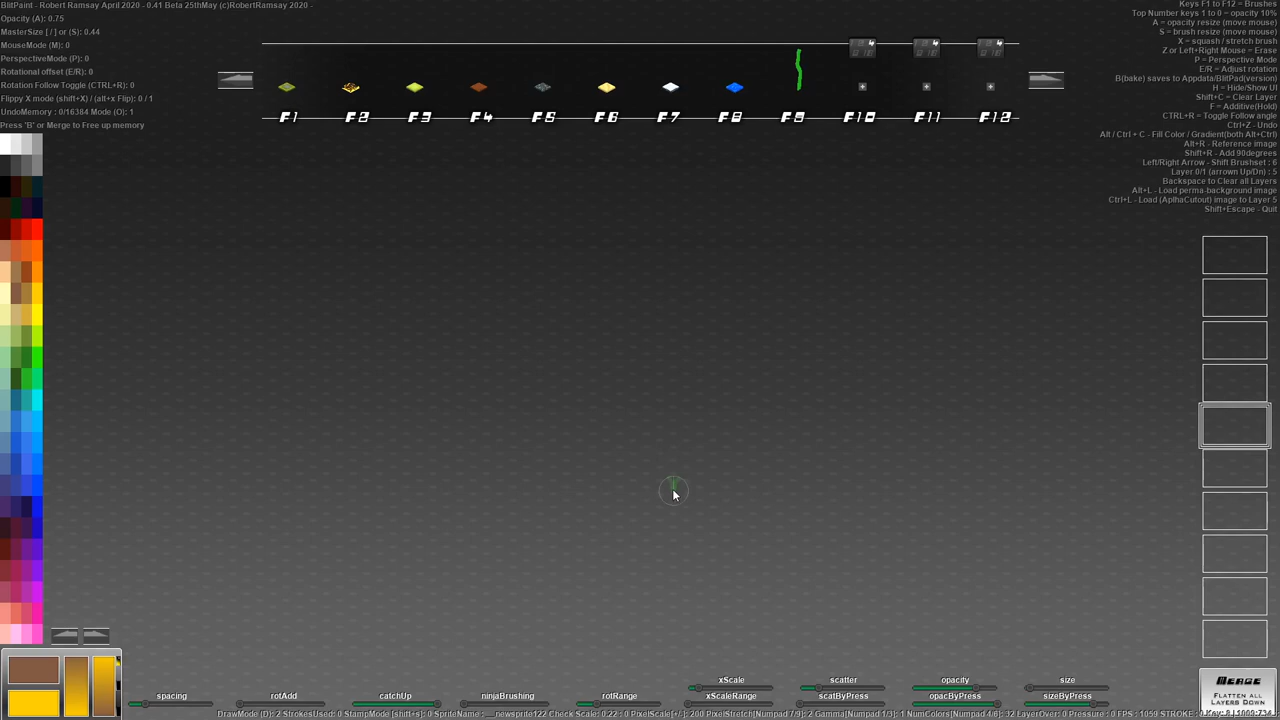 BlitPaint - Robert Ramsay April 2020 - 0.41 Beta 25thMay (c)RobertRamsay 2020 -
Opacity (A): 0.75
MasterSize [ / ] or (S): 0.44
MouseMode (M): 0
PerspectiveMode (P): 0
Rotational offset (E/R): 0
Rotation Follow Toggle (CTRL+R): 0
Flippy X mode (shift+X) / (alt+x Flip): 0 / 1
UndoMemory : 0/16384 Mode (O): 1
Press 'B' or Merge to Free up memory
Keys F1 to F12 = Brushes
Top Number keys 1 to 0 = opacity 10%
A = opacity resize (move mouse)
S = brush resize (move mouse)
X = squash / stretch brush
Z or Left+Right Mouse = Erase
P = Perspective Mode
E/R = Adjust rotation
B(bake) saves to Appdata/BlitPad(version)
H = Hide/Show UI
Shift+C = Clear Layer
F = Additive(Hold)
CTRL+R = Toggle Follow angle
Ctrl+Z - Undo
Alt / Ctrl + C - Fill Color / Gradient(both Alt+Ctrl)
Alt+R - Reference image
Shift+R - Add 90degrees
Left/Right Arrow - Shift Brushset : 6
Layer 0/1 (arrown Up/Dn) : 5
Backspace to Clear all Layers
Alt+L - Load perma-background image
Ctrl+L - Load (AplhaCutout) image to Layer 5
Shift+Escape - Quit
F1 F2 F3 F4 F5 F6 F7 F8 F9 F10 F11 F12
xScale scatter opacity size
spacing rotAdd catchUp ninjaBrushing rotRange xScaleRange scatByPress opacByPress sizeByPress
MERGE
FLATTEN ALL
LAYERS DOWN